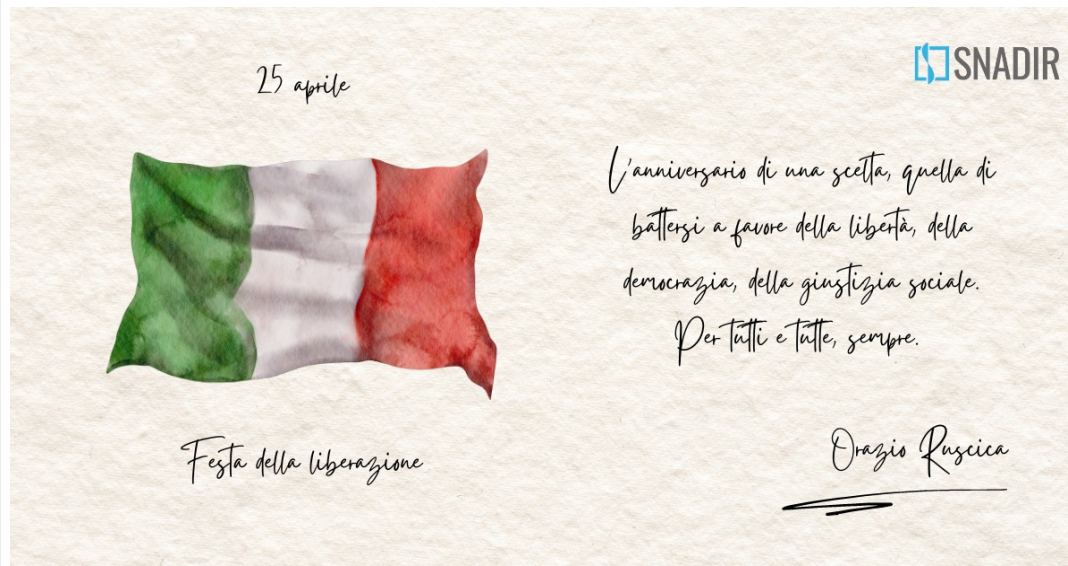 25 aprile
Festa della liberazione
SNADIR
L'anniversario di una scelta, quella di
battersi a favore della libertà, della
democrazia, della giustizia sociale.
Per tutti e tutte, sempre.
Orazio Ruscica